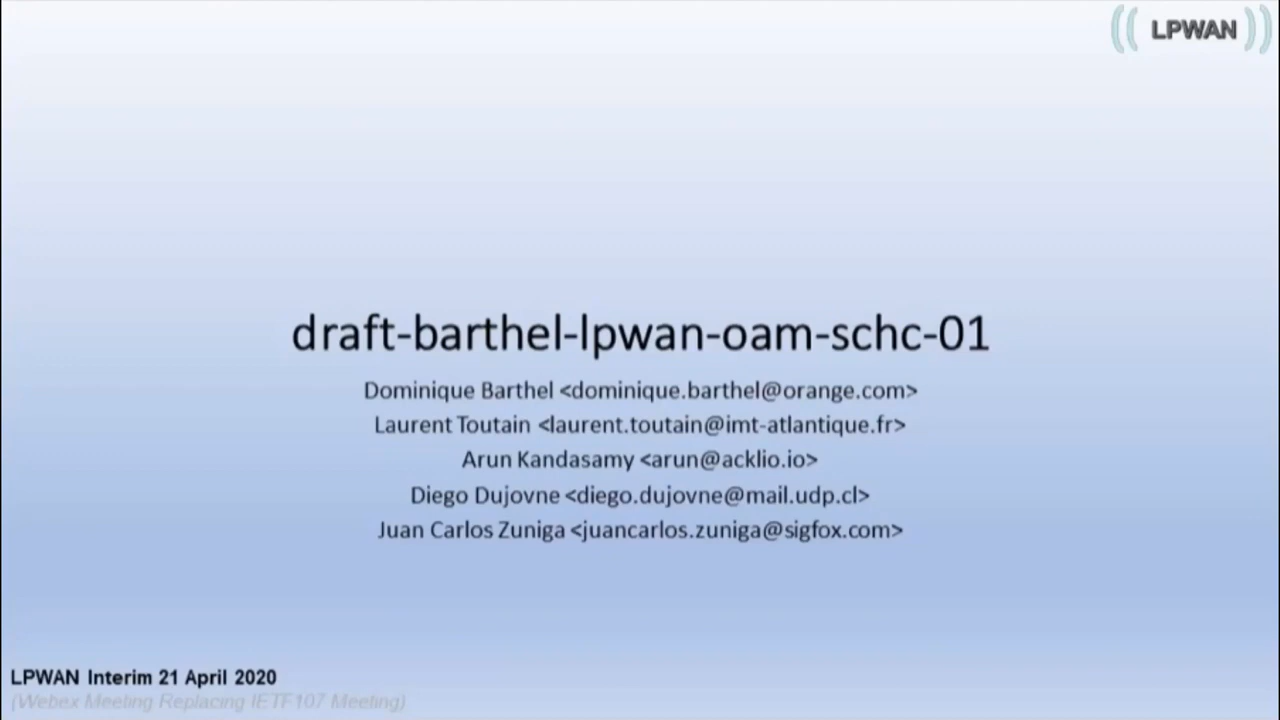 LPWAN
draft-barthel-lpwan-oam-schc-01
Dominique Barthel <dominique.barthel@orange.com>
Laurent Toutain <laurent.toutain@imt-atlantique.fr>
Arun Kandasamy <arun@acklio.io>
Diego Dujovne <diego.dujovne@mail.udp.cl>
Juan Carlos Zuniga <juancarlos.zuniga@sigfox.com>
LPWAN Interim 21 April 2020
(Webex Meeting Replacing IETF107 Meeting)